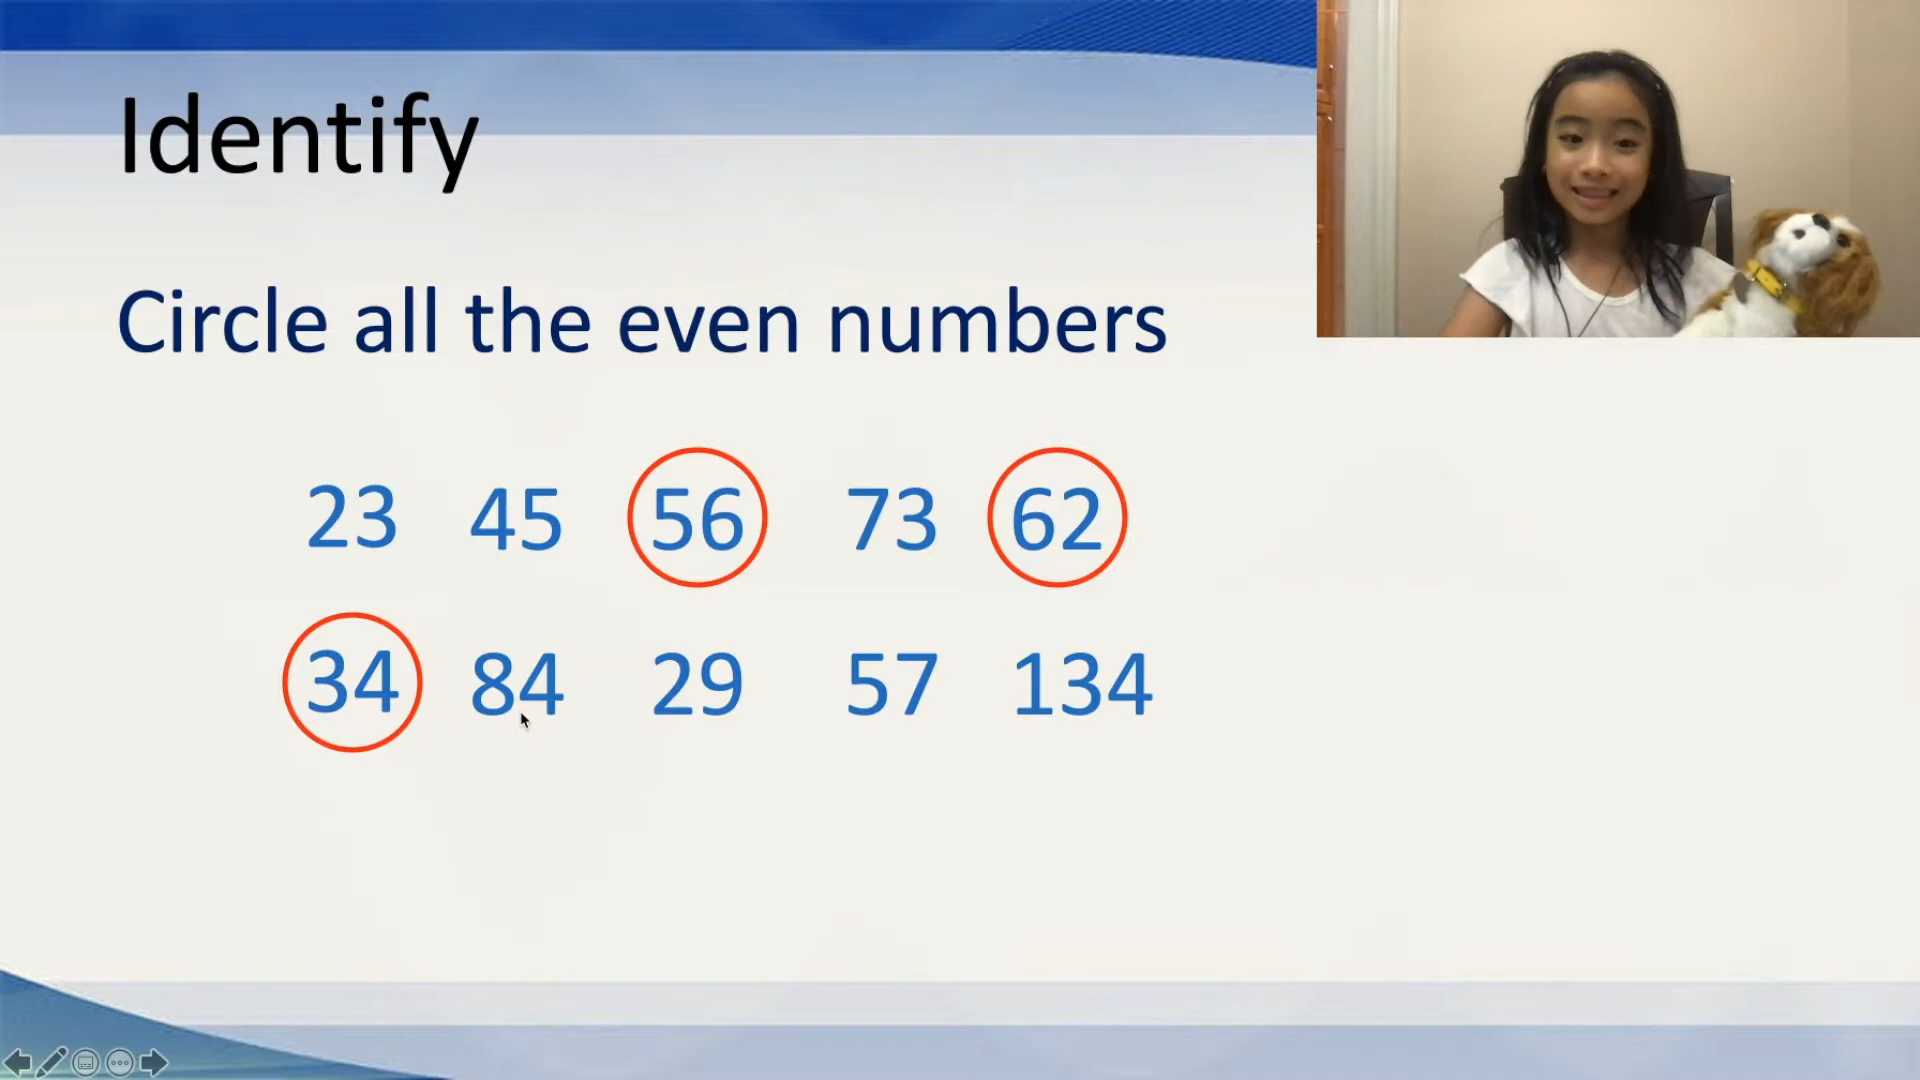 Identify
Circle all the even numbers
23 45 56 73 62
34 84 29 57 134